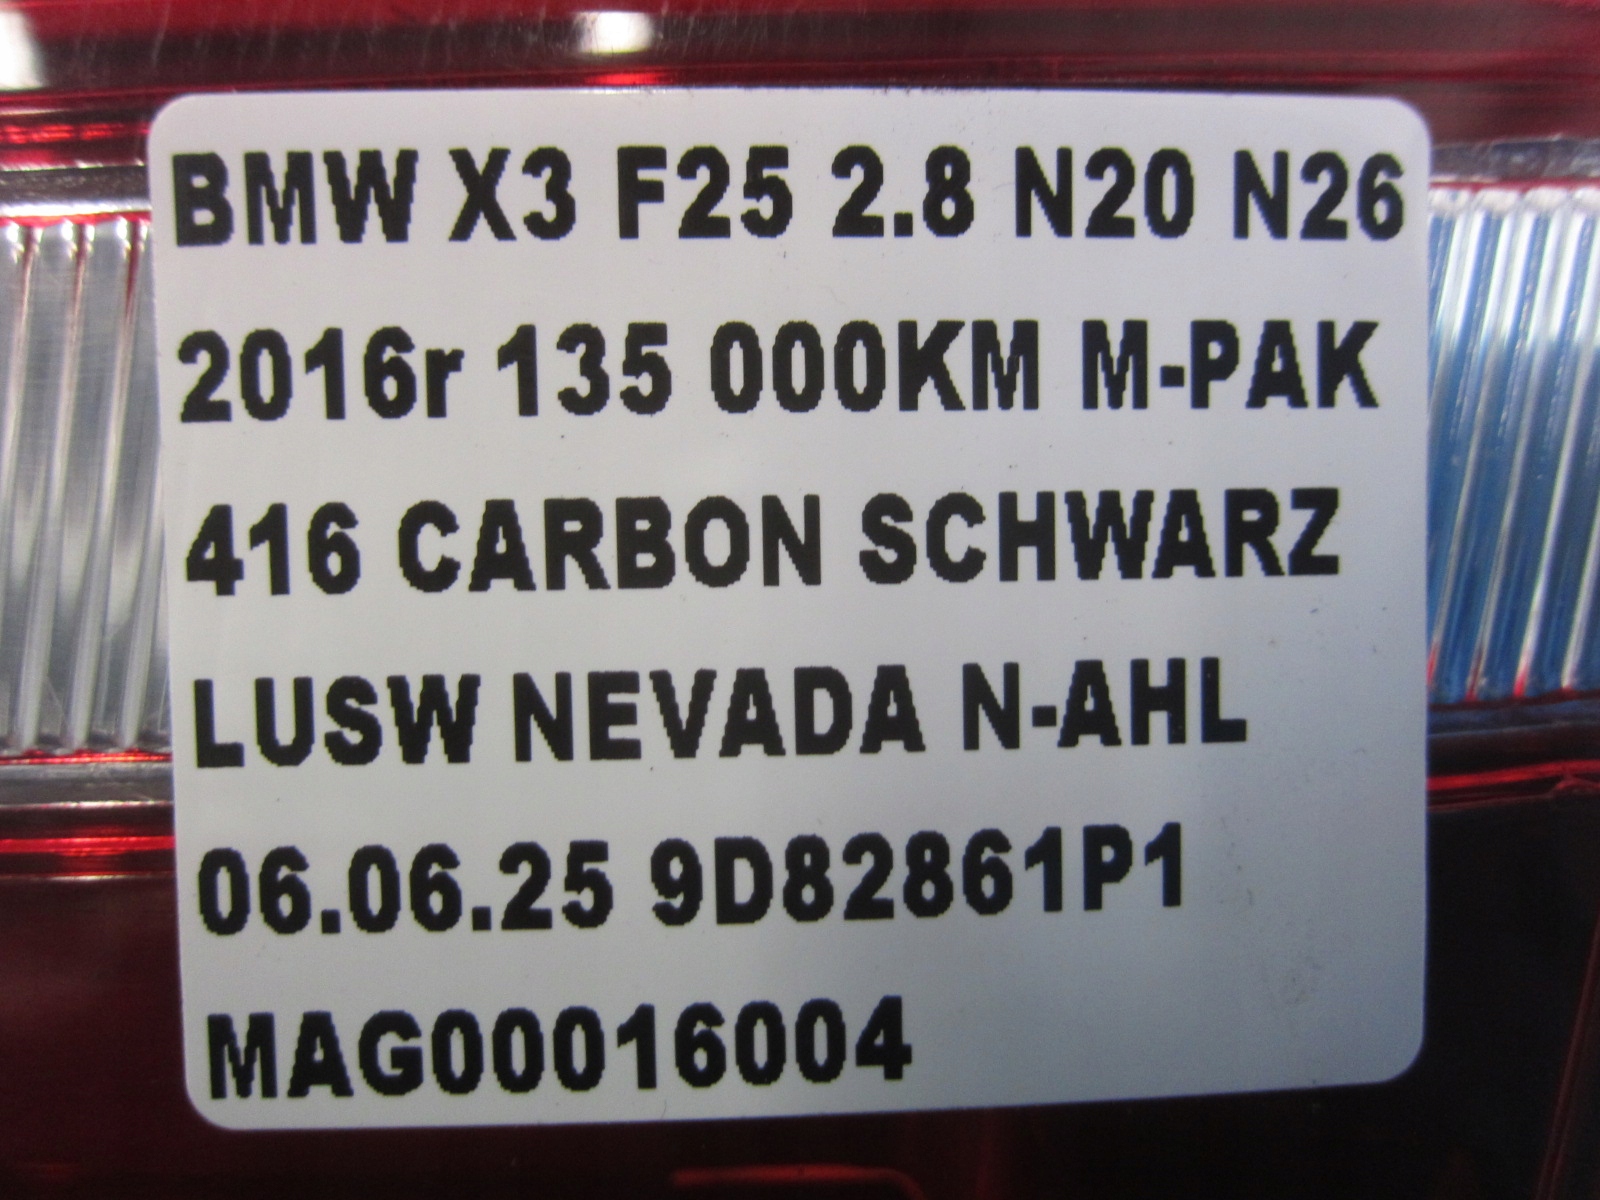 BMW X3 F25 2.8 N20 N26
2016r 135 000KM M-PAK
416 CARBON SCHWARZ
LUSW NEVADA N-AHL
06.06.25 9D82861P1
MAG00016004